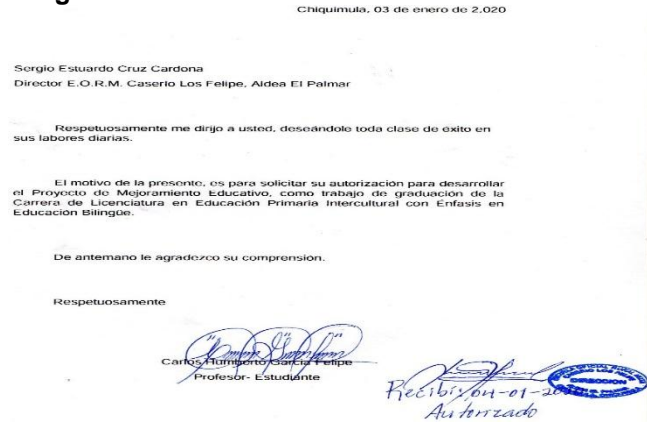 Chiquimula, 03 de enero de 2.020
Sergio Estuardo Cruz Cardona
Director E.O.R.M. Caserío Los Felipe, Aldea El Palmar
Respetuosamente me dirijo a usted, deseándole toda clase de éxito en
sus labores diarias.
El motivo de la presente, es para solicitar su autorización para desarrollar
el Proyecto de Mejoramiento Educativo, como trabajo de graduación de la
Carrera de Licenciatura en Educación Primaria Intercultural con Énfasis en
Educación Bilingüe.
De antemano le agradezco su comprensión.
Respetuosamente
Carlos Humberto García Felipe
Profesor- Estudiante
Recibí 04-01-
Autorizado
DIRECCION